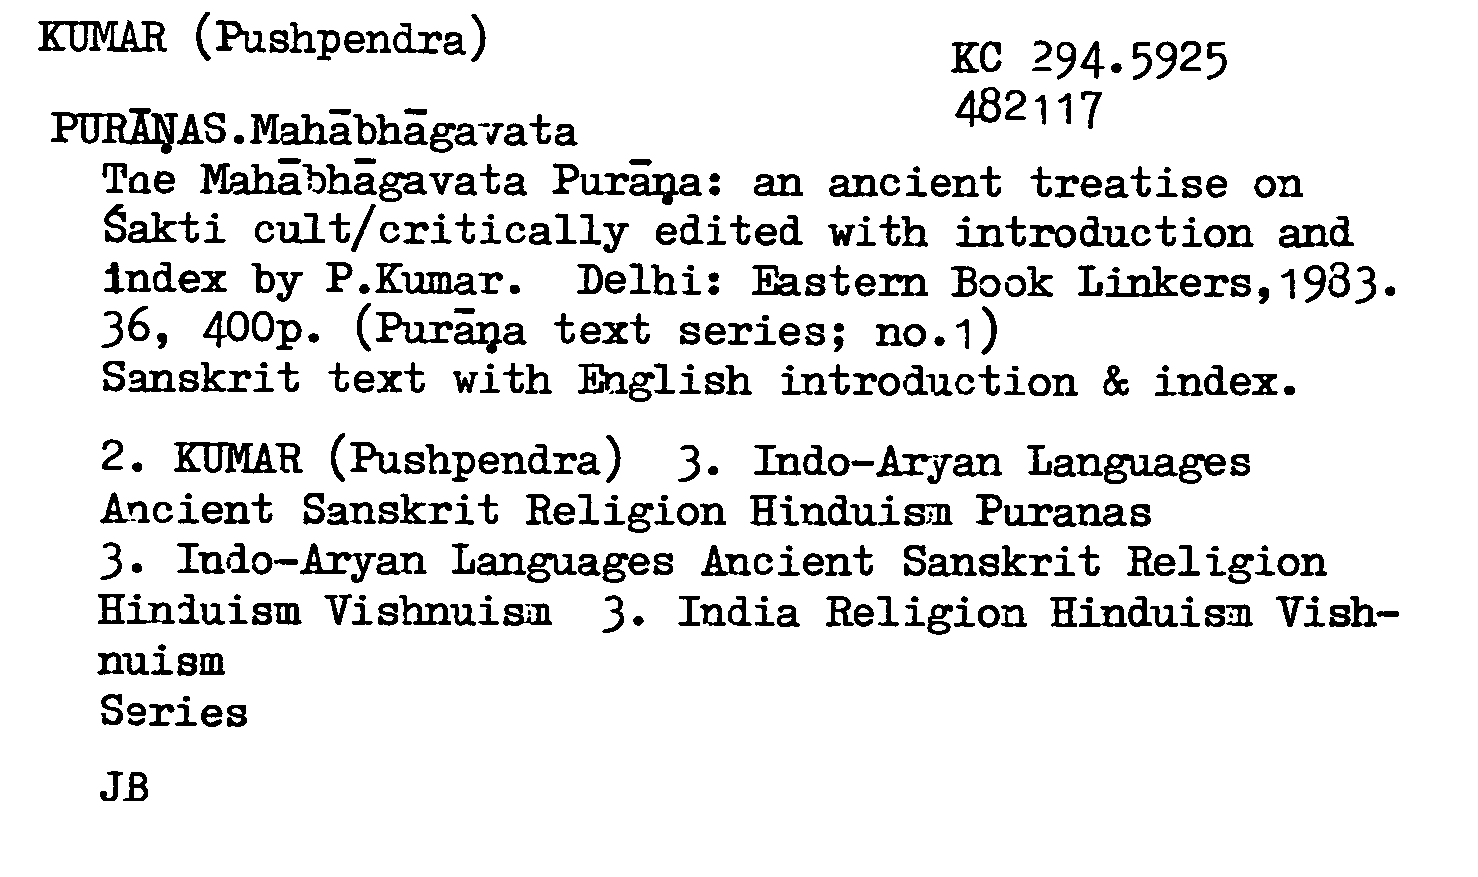 KUMAR (Pushpendra)
KC 294.5925
482117
PURĀṆAS.Mahābhāgavata
The Mahābhāgavata Purāṇa: an ancient treatise on
Śakti cult/critically edited with introduction and
index by P.Kumar. Delhi: Eastern Book Linkers,1983.
36, 400p. (Purāṇa text series; no.1)
Sanskrit text with English introduction & index.
2. KUMAR (Pushpendra) 3. Indo-Aryan Languages
Ancient Sanskrit Religion Hinduism Puranas
3. Indo-Aryan Languages Ancient Sanskrit Religion
Hinduism Vishnuism 3. India Religion Hinduism Vish-
nuism
Series
JB